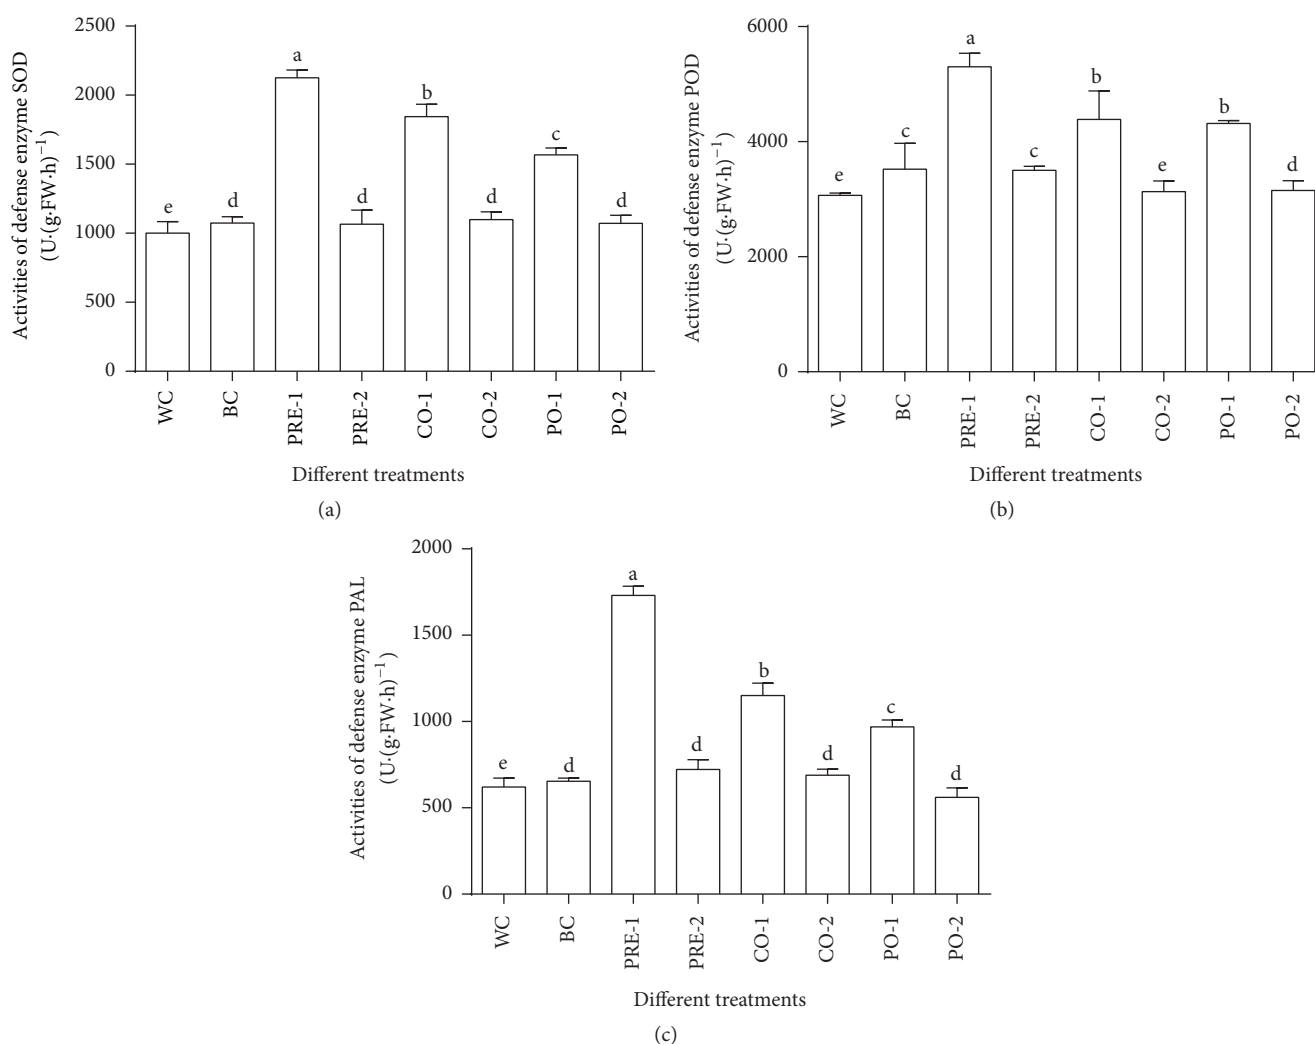 Activities of defense enzyme SOD
(U·(g·FW·h)⁻¹)
2500
2000
1500
1000
500
0
e
d
a
d
b
d
c
d
WC
BC
PRE-1
PRE-2
CO-1
CO-2
PO-1
PO-2
Different treatments
(a)
Activities of defense enzyme POD
(U·(g·FW·h)⁻¹)
6000
4000
2000
0
e
c
a
c
b
e
b
d
WC
BC
PRE-1
PRE-2
CO-1
CO-2
PO-1
PO-2
Different treatments
(b)
Activities of defense enzyme PAL
(U·(g·FW·h)⁻¹)
2000
1500
1000
500
0
e
d
a
d
b
d
c
d
WC
BC
PRE-1
PRE-2
CO-1
CO-2
PO-1
PO-2
Different treatments
(c)